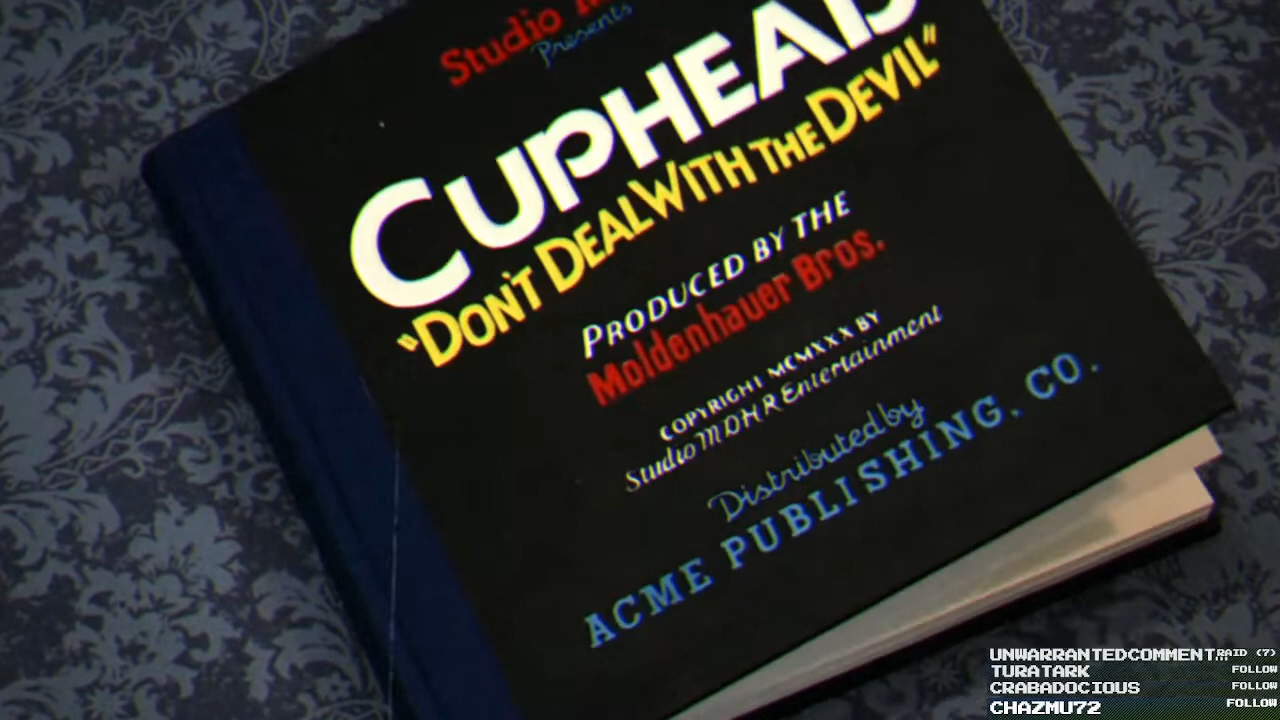 Studio M
Presents
CUPHEAD
"DON'T DEAL WITH THE DEVIL"
PRODUCED BY THE
Moldenhauer Bros.
COPYRIGHT MCMXXX BY
Studio MDHR Entertainment
Distributed by
ACME PUBLISHING. CO.
UNWARRANTEDCOMMENT... RAID (7)
TURATARK FOLLOW
CRABADOCIOUS FOLLOW
CHAZMU72 FOLLOW